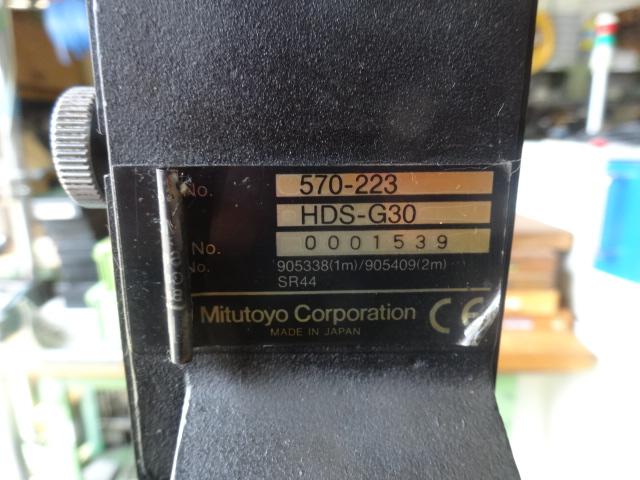 No. 570-223
HDS-G30
No. 0001539
No. 905338(1m)/905409(2m)
SR44
Mitutoyo Corporation CE
MADE IN JAPAN